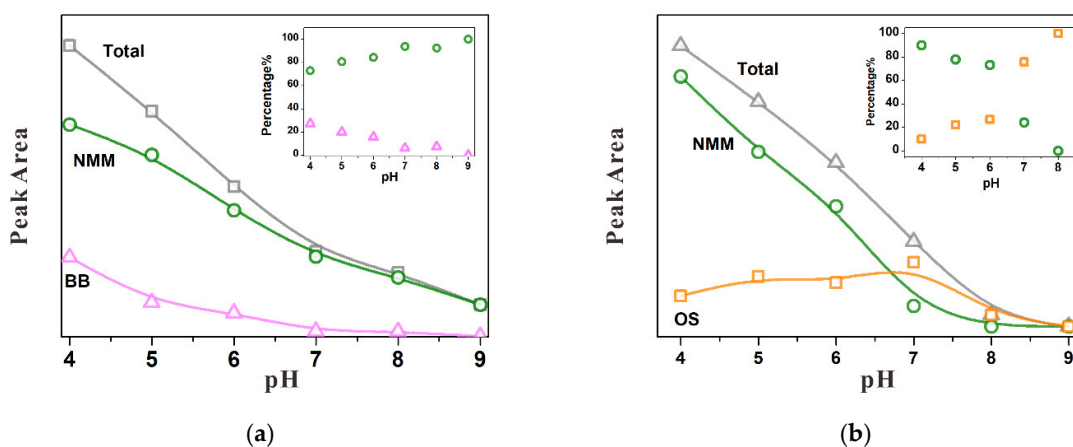 Total
NMM
BB
Peak Area
4 5 6 7 8 9
pH
Percentage%
100
80
60
40
20
0
4 5 6 7 8 9
pH
(a)
Total
NMM
OS
Peak Area
4 5 6 7 8 9
pH
Percentage%
100
80
60
40
20
0
4 5 6 7 8
pH
(b)